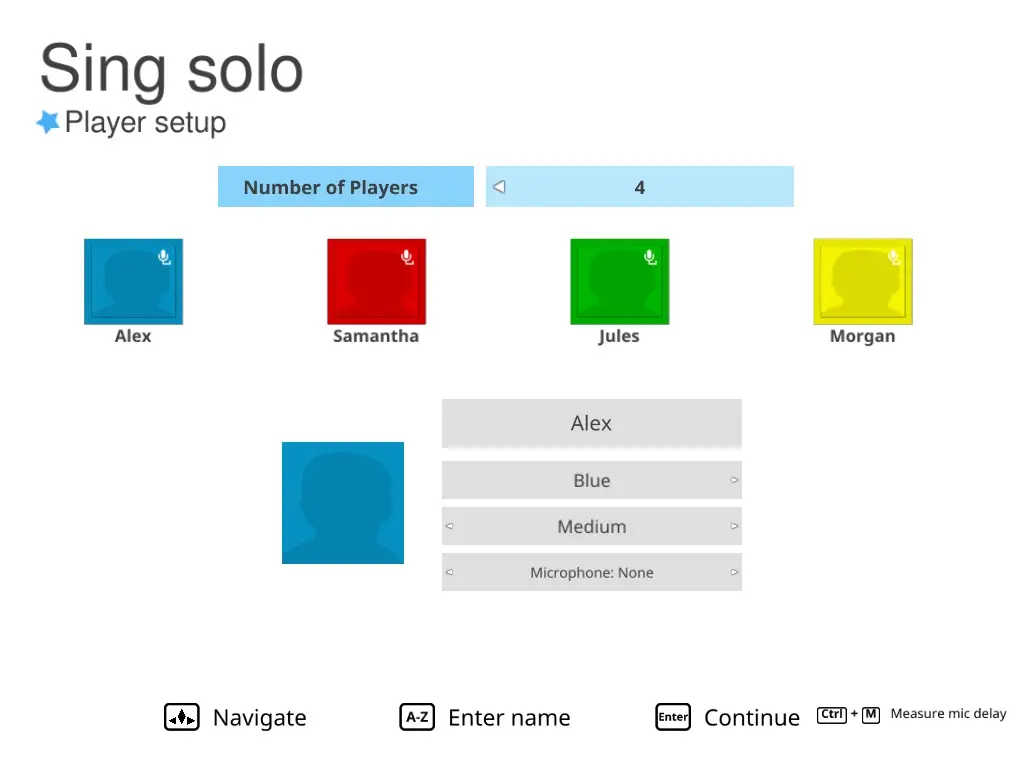 Sing solo
Player setup
Number of Players 4
Alex Samantha Jules Morgan
Alex
Blue
Medium
Microphone: None
Navigate A-Z Enter name Enter Continue Ctrl + M Measure mic delay